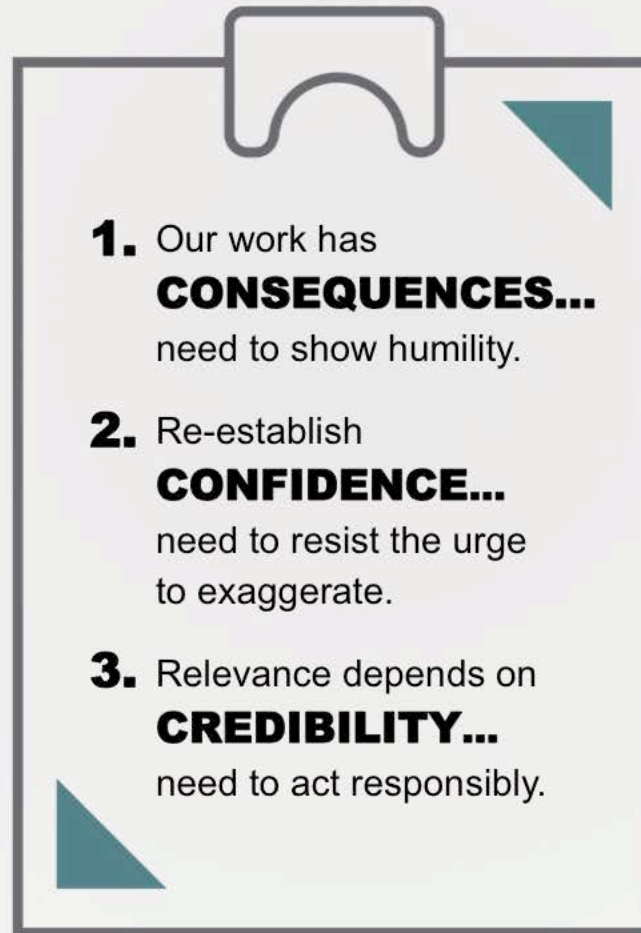 1. Our work has
CONSEQUENCES...
need to show humility.
2. Re-establish
CONFIDENCE...
need to resist the urge
to exaggerate.
3. Relevance depends on
CREDIBILITY...
need to act responsibly.